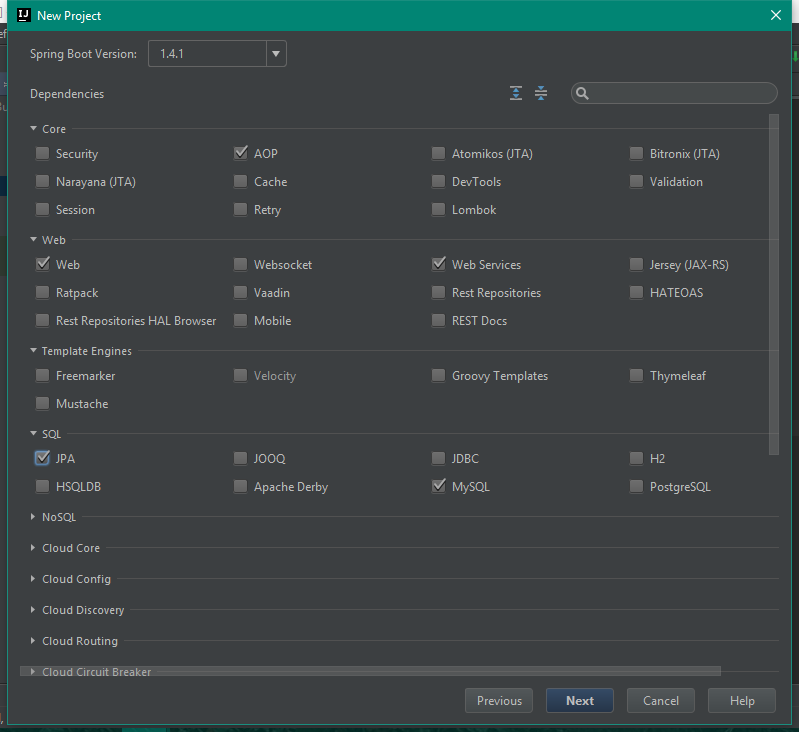 IJ New Project
Spring Boot Version: 1.4.1
Dependencies
Core
Security AOP Atomikos (JTA) Bitronix (JTA)
Narayana (JTA) Cache DevTools Validation
Session Retry Lombok
Web
Web Websocket Web Services Jersey (JAX-RS)
Ratpack Vaadin Rest Repositories HATEOAS
Rest Repositories HAL Browser Mobile REST Docs
Template Engines
Freemarker Velocity Groovy Templates Thymeleaf
Mustache
SQL
JPA JOOQ JDBC H2
HSQLDB Apache Derby MySQL PostgreSQL
NoSQL
Cloud Core
Cloud Config
Cloud Discovery
Cloud Routing
Cloud Circuit Breaker
Previous Next Cancel Help